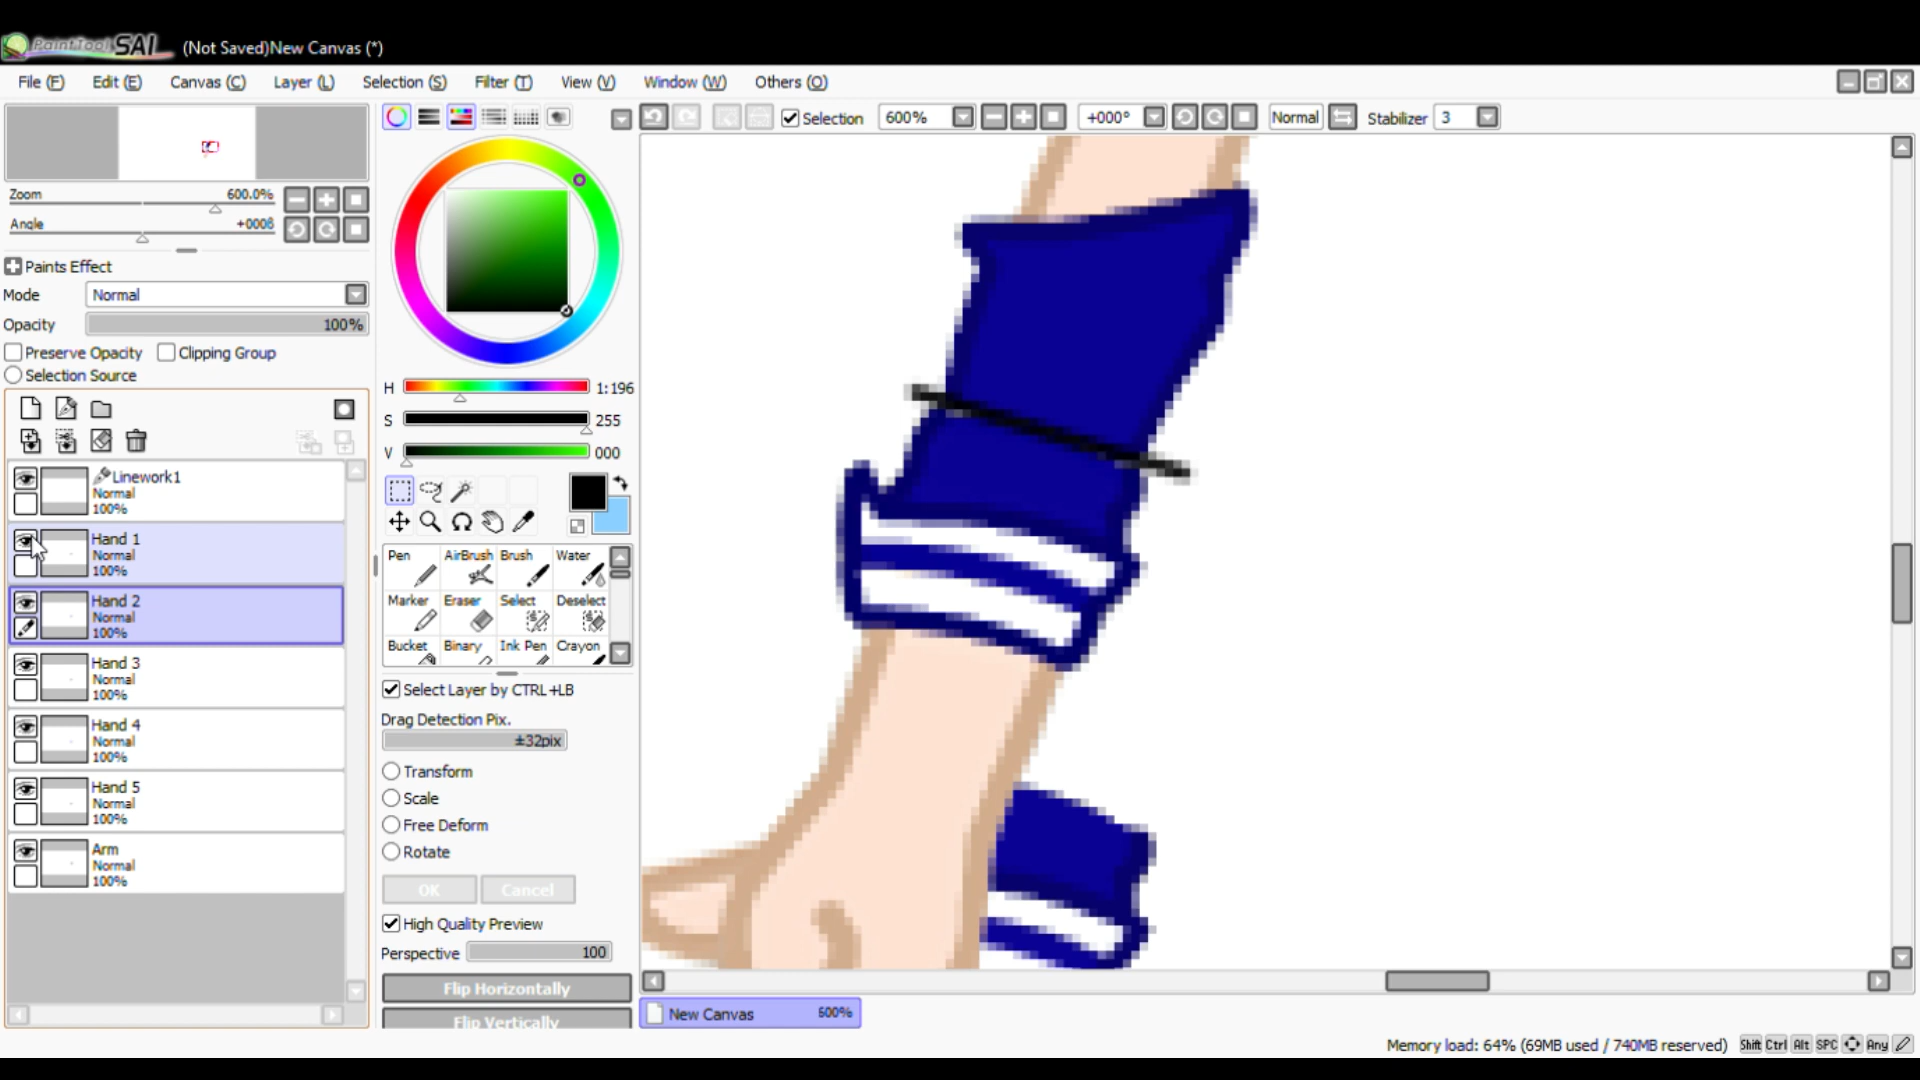 PaintTool SAI (Not Saved)New Canvas (*)
File (F) Edit (E) Canvas (C) Layer (L) Selection (S) Filter (T) View (V) Window (W) Others (O)
Selection 600% +000° Normal Stabilizer 3
Zoom 600.0%
Angle
Paints Effect
Mode Normal
Opacity 100%
Preserve Opacity Clipping Group
Selection Source
Linework1
Normal
100%
Hand 1
Normal
100%
Hand 2
Normal
100%
Hand 3
Normal
100%
Hand 4
Normal
100%
Hand 5
Normal
100%
Arm
Normal
100%
H 1:196
S 255
V 000
Pen AirBrush Brush Water
Marker Eraser Select Deselect
Bucket Binary Ink Pen Crayon
Select Layer by CTRL+LB
Drag Detection Pix.
±32pix
Transform
Scale
Free Deform
Rotate
OK Cancel
High Quality Preview
Perspective 100
Flip Horizontally
Flip Vertically
New Canvas 600%
Memory load: 64% (69MB used / 740MB reserved) Shift Ctrl Alt SPC Any